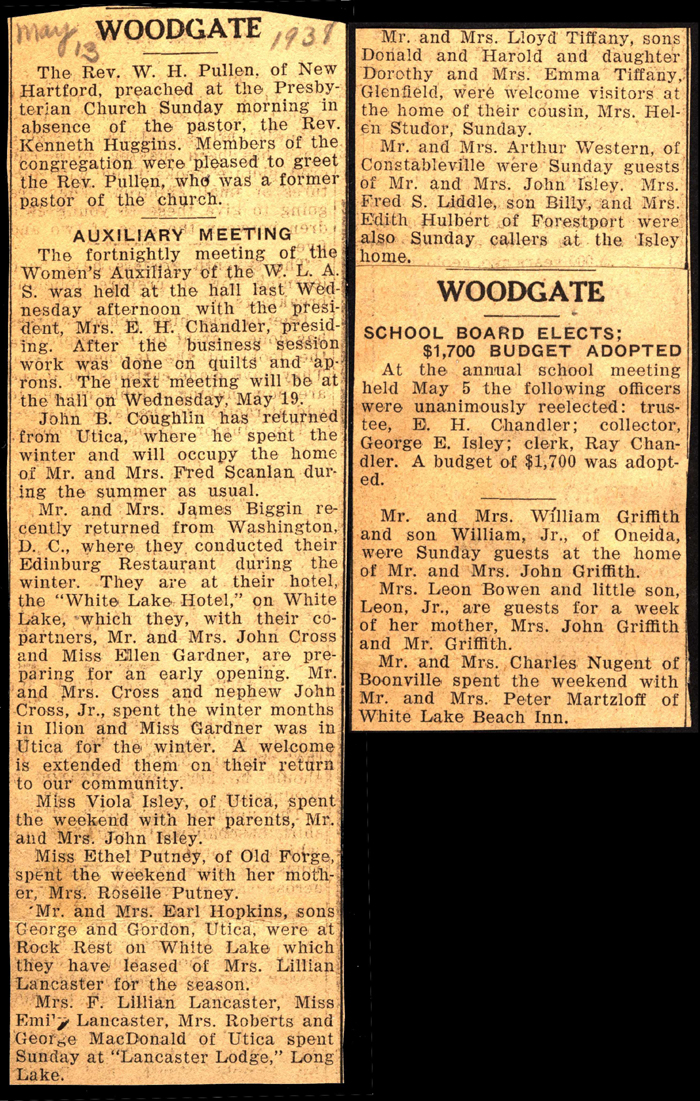 May 13 1937
WOODGATE
The Rev. W. H. Pullen, of New
Hartford, preached at the Presby-
terian Church Sunday morning in
absence of the pastor, the Rev.
Kenneth Huggins. Members of the
congregation were pleased to greet
the Rev. Pullen, who was a former
pastor of the church.
AUXILIARY MEETING
The fortnightly meeting of the
Women's Auxiliary of the W. L. A.
S. was held at the hall last Wed-
nesday afternoon with the presi-
dent, Mrs. E. H. Chandler, presid-
ing. After the business session
work was done on quilts and ap-
rons. The next meeting will be at
the hall on Wednesday, May 19.
John B. Coughlin has returned
from Utica, where he spent the
winter and will occupy the home
of Mr. and Mrs. Fred Scanlan dur-
ing the summer as usual.
Mr. and Mrs. James Biggin re-
cently returned from Washington,
D. C., where they conducted their
Edinburg Restaurant during the
winter. They are at their hotel,
the "White Lake Hotel," on White
Lake, which they, with their co-
partners, Mr. and Mrs. John Cross
and Miss Ellen Gardner, are pre-
paring for an early opening. Mr.
and Mrs. Cross and nephew John
Cross, Jr., spent the winter months
in Ilion and Miss Gardner was in
Utica for the winter. A welcome
is extended them on their return
to our community.
Miss Viola Isley, of Utica, spent
the weekend with her parents, Mr.
and Mrs. John Isley.
Miss Ethel Putney, of Old Forge,
spent the weekend with her moth-
er, Mrs. Roselle Putney.
Mr. and Mrs. Earl Hopkins, sons
George and Gordon, Utica, were at
Rock Rest on White Lake which
they have leased of Mrs. Lillian
Lancaster for the season.
Mrs. F. Lillian Lancaster, Miss
Emily Lancaster, Mrs. Roberts and
George MacDonald of Utica spent
Sunday at "Lancaster Lodge," Long
Lake.
Mr. and Mrs. Lloyd Tiffany, sons
Donald and Harold and daughter
Dorothy and Mrs. Emma Tiffany,
Glenfield, were welcome visitors at
the home of their cousin, Mrs. Hel-
en Studor, Sunday.
Mr. and Mrs. Arthur Western, of
Constableville were Sunday guests
of Mr. and Mrs. John Isley. Mrs.
Fred S. Liddle, son Billy, and Mrs.
Edith Hulbert of Forestport were
also Sunday callers at the Isley
home.
WOODGATE
SCHOOL BOARD ELECTS;
$1,700 BUDGET ADOPTED
At the annual school meeting
held May 5 the following officers
were unanimously reelected: trus-
tee, E. H. Chandler; collector,
George E. Isley; clerk, Ray Chan-
dler. A budget of $1,700 was adopt-
ed.
Mr. and Mrs. William Griffith
and son William, Jr., of Oneida,
were Sunday guests at the home
of Mr. and Mrs. John Griffith.
Mrs. Leon Bowen and little son,
Leon, Jr., are guests for a week
of her mother, Mrs. John Griffith
and Mr. Griffith.
Mr. and Mrs. Charles Nugent of
Boonville spent the weekend with
Mr. and Mrs. Peter Martzloff of
White Lake Beach Inn.